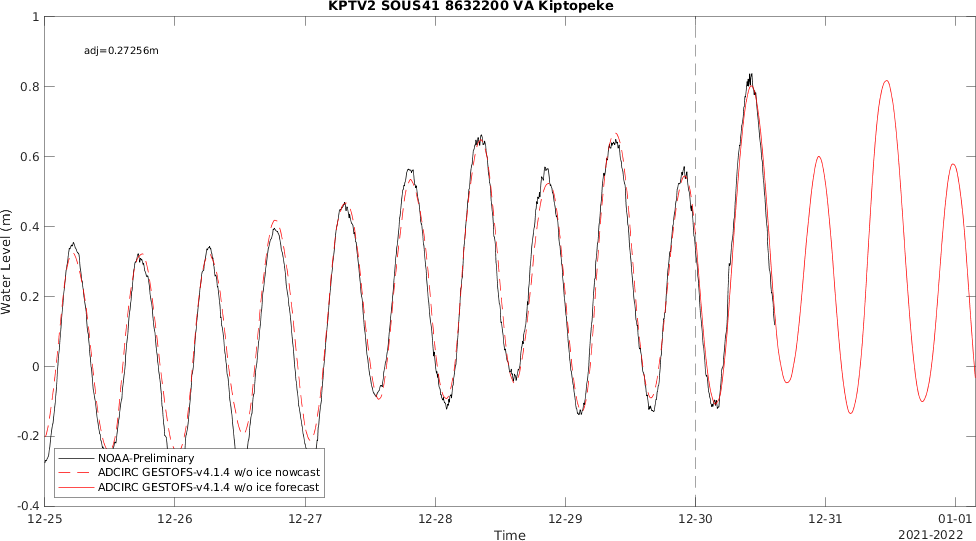 KPTV2 SOUS41 8632200 VA Kiptopeke
adj=0.27256m
1
0.8
0.6
0.4
0.2
0
-0.2
-0.4
Water Level (m)
NOAA-Preliminary
ADCIRC GESTOFS-v4.1.4 w/o ice nowcast
ADCIRC GESTOFS-v4.1.4 w/o ice forecast
12-25 12-26 12-27 12-28 12-29 12-30 12-31 01-01
Time
2021-2022